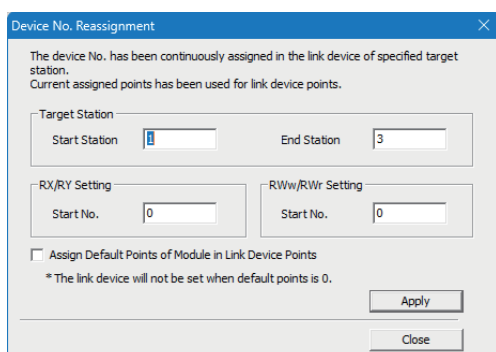 Device No. Reassignment
The device No. has been continuously assigned in the link device of specified target
station.
Current assigned points has been used for link device points.
Target Station
Start Station 1 End Station 3
RX/RY Setting RWw/RWr Setting
Start No. 0 Start No. 0
Assign Default Points of Module in Link Device Points
* The link device will not be set when default points is 0.
Apply
Close